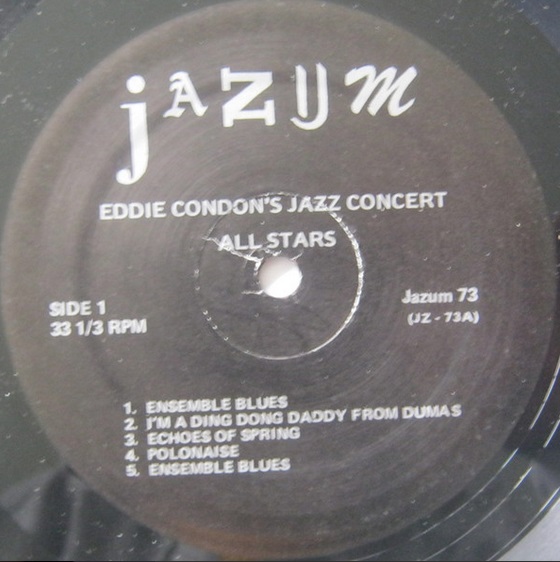 jAZUM
EDDIE CONDON'S JAZZ CONCERT
ALL STARS
SIDE 1
33 1/3 RPM
Jazum 73
(JZ - 73A)
1. ENSEMBLE BLUES
2. I'M A DING DONG DADDY FROM DUMAS
3. ECHOES OF SPRING
4. POLONAISE
5. ENSEMBLE BLUES